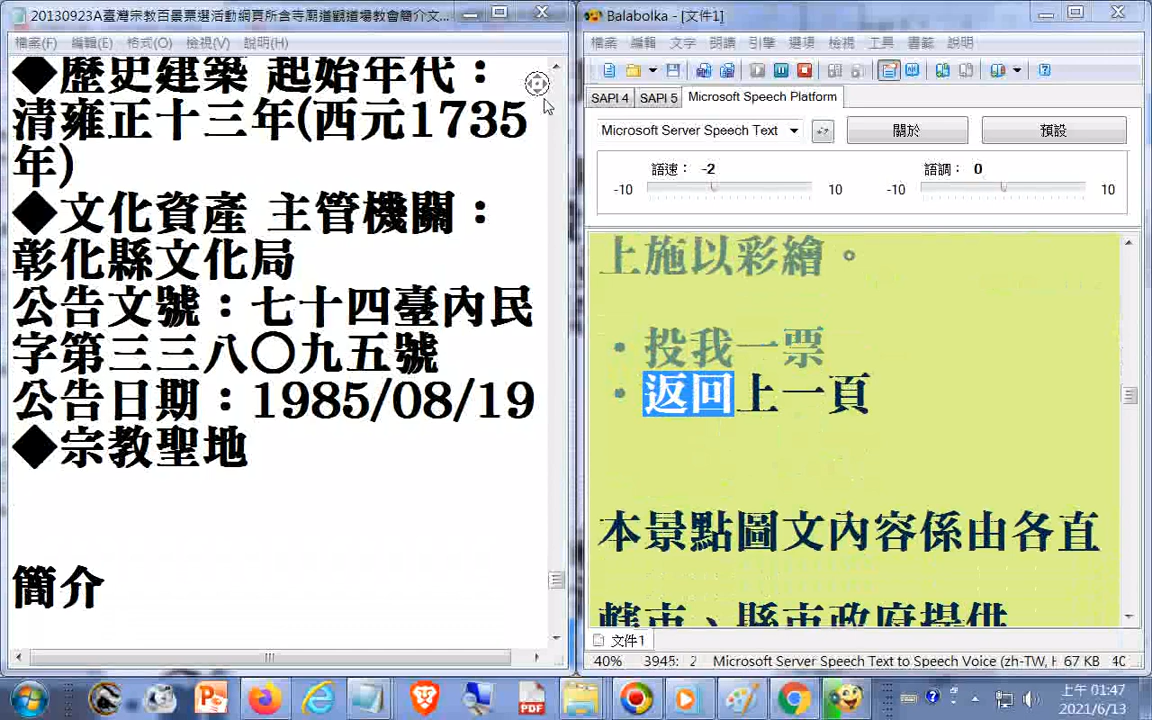 20130923A臺灣宗教百景票選活動網頁所含寺廟道觀道場教會簡介文...
檔案(F) 編輯(E) 格式(O) 檢視(V) 說明(H)
◆歷史建築 起始年代：
清雍正十三年(西元1735
年)
◆文化資產 主管機關：
彰化縣文化局
公告文號：七十四臺內民
字第三三八〇九五號
公告日期：1985/08/19
◆宗教聖地
簡介
Balabolka - [文件1]
檔案 編輯 文字 朗讀 引擎 選項 檢視 工具 書籤 說明
SAPI 4 SAPI 5 Microsoft Speech Platform
Microsoft Server Speech Text 關於 預設
語速： -2 語調： 0
-10 10 -10 10
上施以彩繪。
• 投我一票
• 返回上一頁
本景點圖文內容係由各直
轄市、縣市政府提供
文件1
40% 3945: 2 Microsoft Server Speech Text to Speech Voice (zh-TW, H 67 KB 40
上午 01:47
2021/6/13